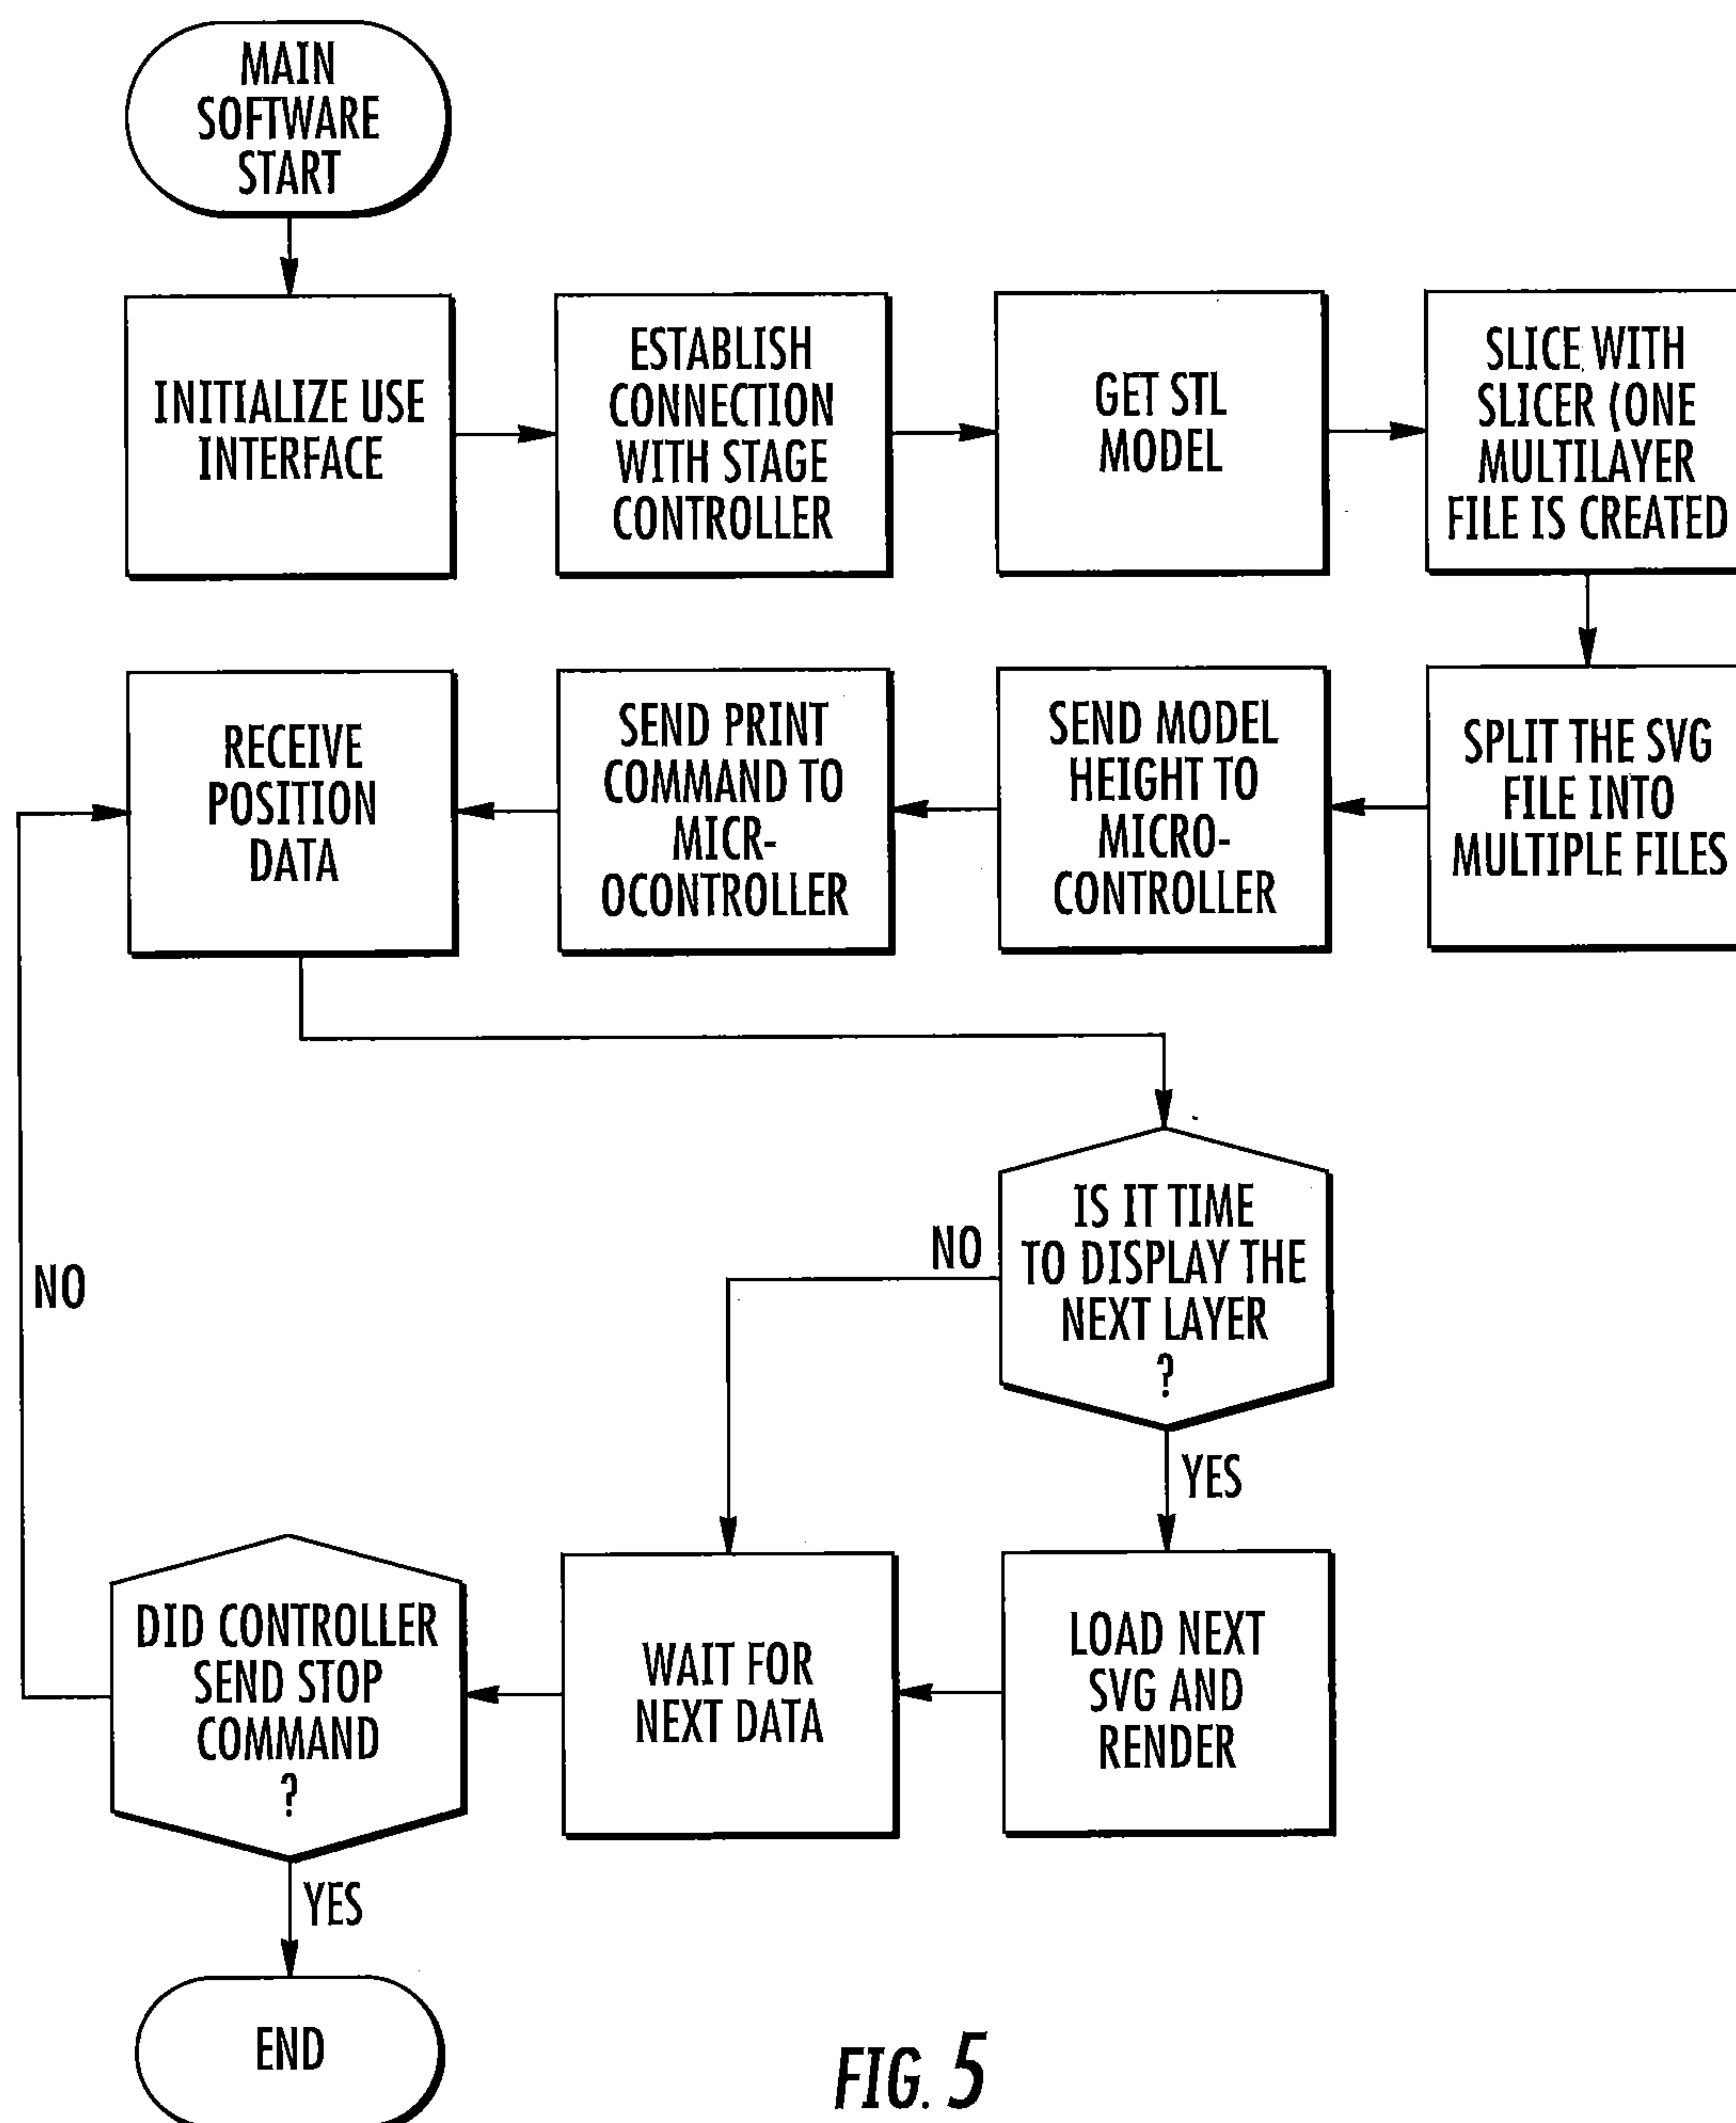 MAIN
SOFTWARE
START
INITIALIZE USE
INTERFACE
ESTABLISH
CONNECTION
WITH STAGE
CONTROLLER
GET STL
MODEL
SLICE WITH
SLICER (ONE
MULTILAYER
FILE IS CREATED
SPLIT THE SVG
FILE INTO
MULTIPLE FILES
SEND MODEL
HEIGHT TO
MICRO-
CONTROLLER
SEND PRINT
COMMAND TO
MICR-
OCONTROLLER
RECEIVE
POSITION
DATA
IS IT TIME
TO DISPLAY THE
NEXT LAYER
?
NO
YES
LOAD NEXT
SVG AND
RENDER
WAIT FOR
NEXT DATA
DID CONTROLLER
SEND STOP
COMMAND
?
NO
YES
END
FIG. 5